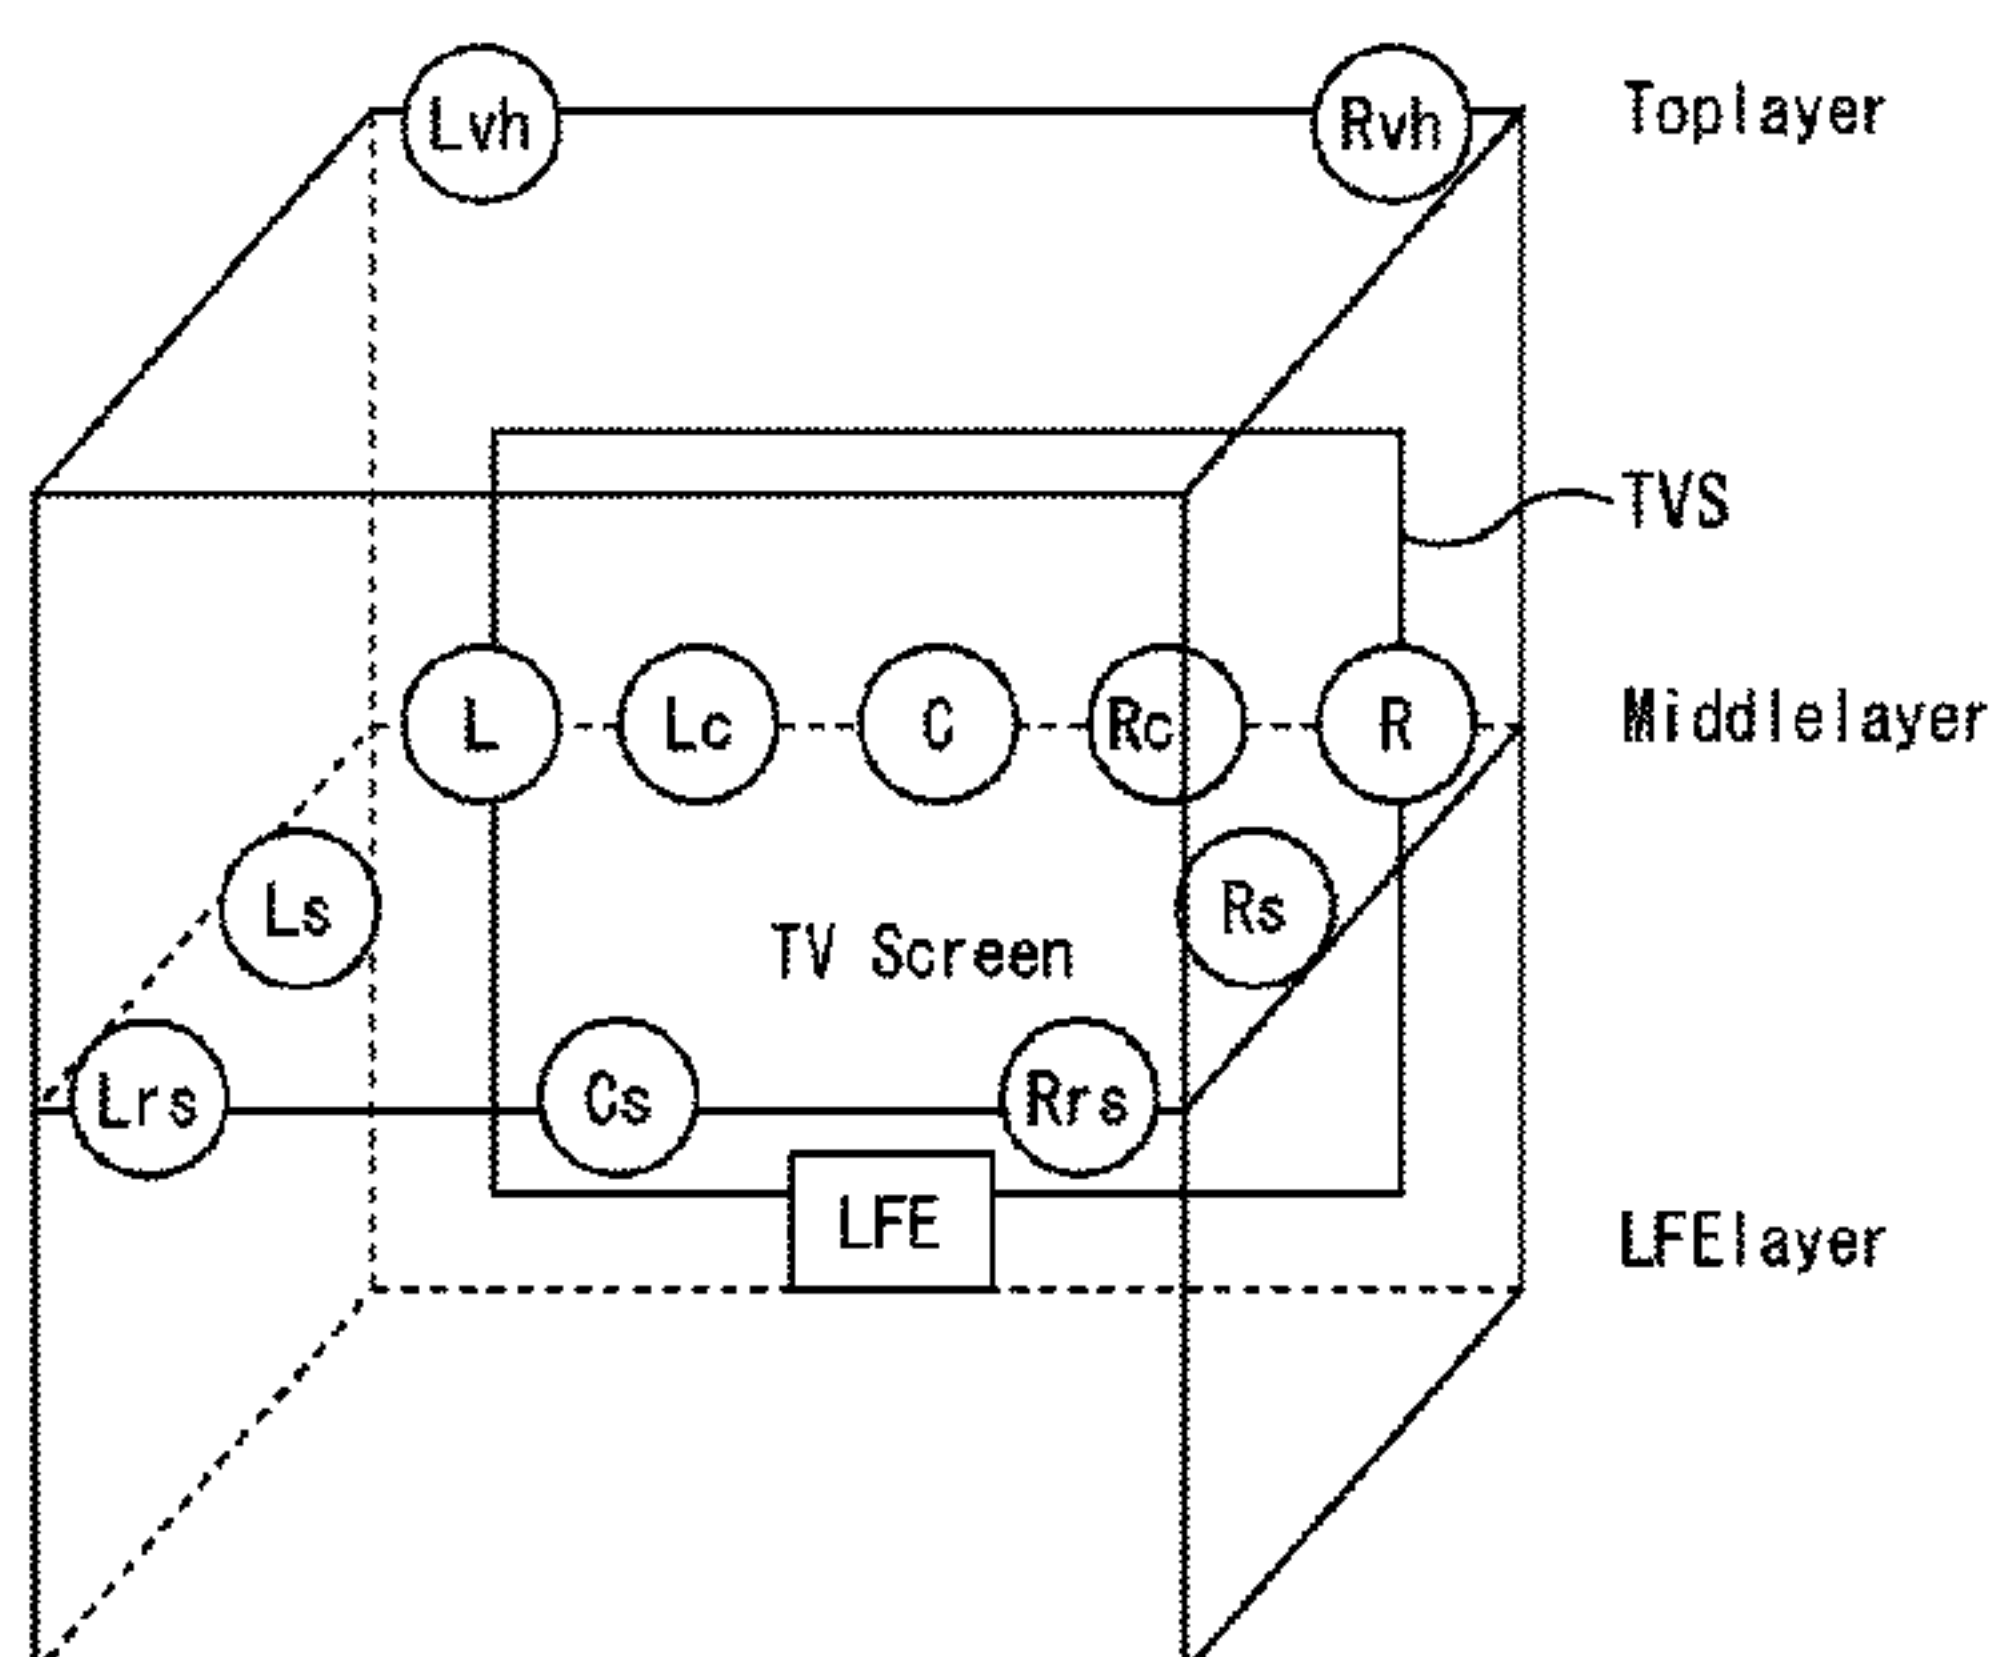 Lvh
Rvh
Toplayer
TVS
L
Lc
C
Rc
R
Middlelayer
Ls
Rs
TV Screen
Lrs
Cs
Rrs
LFE
LFElayer